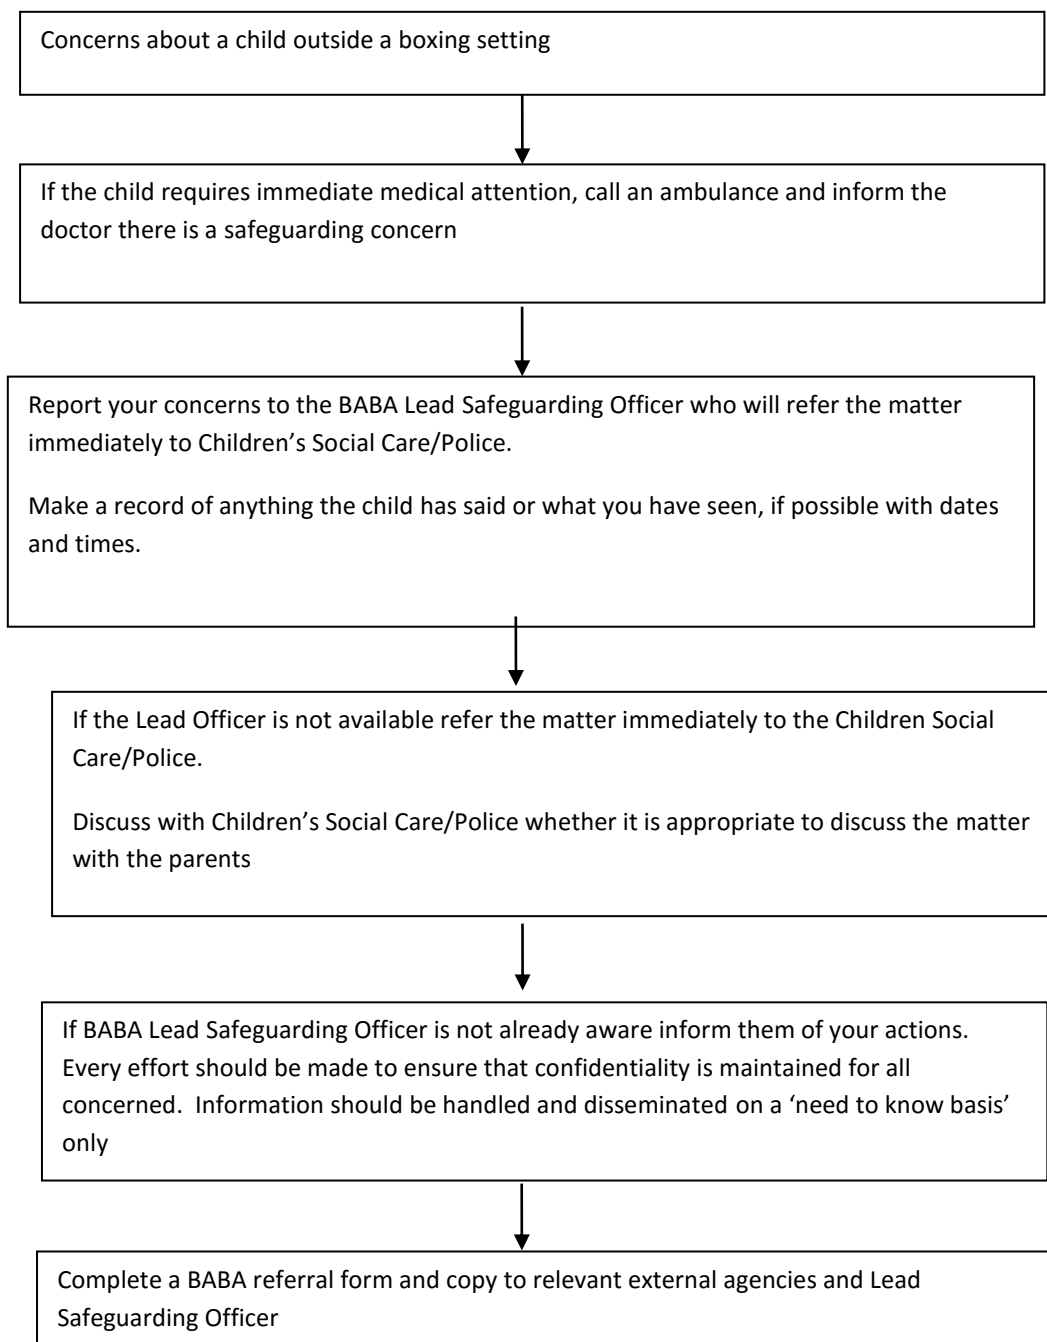 Concerns about a child outside a boxing setting
If the child requires immediate medical attention, call an ambulance and inform the
doctor there is a safeguarding concern
Report your concerns to the BABA Lead Safeguarding Officer who will refer the matter
immediately to Children’s Social Care/Police.
Make a record of anything the child has said or what you have seen, if possible with dates
and times.
If the Lead Officer is not available refer the matter immediately to the Children Social
Care/Police.
Discuss with Children’s Social Care/Police whether it is appropriate to discuss the matter
with the parents
If BABA Lead Safeguarding Officer is not already aware inform them of your actions.
Every effort should be made to ensure that confidentiality is maintained for all
concerned.  Information should be handled and disseminated on a ‘need to know basis’
only
Complete a BABA referral form and copy to relevant external agencies and Lead
Safeguarding Officer